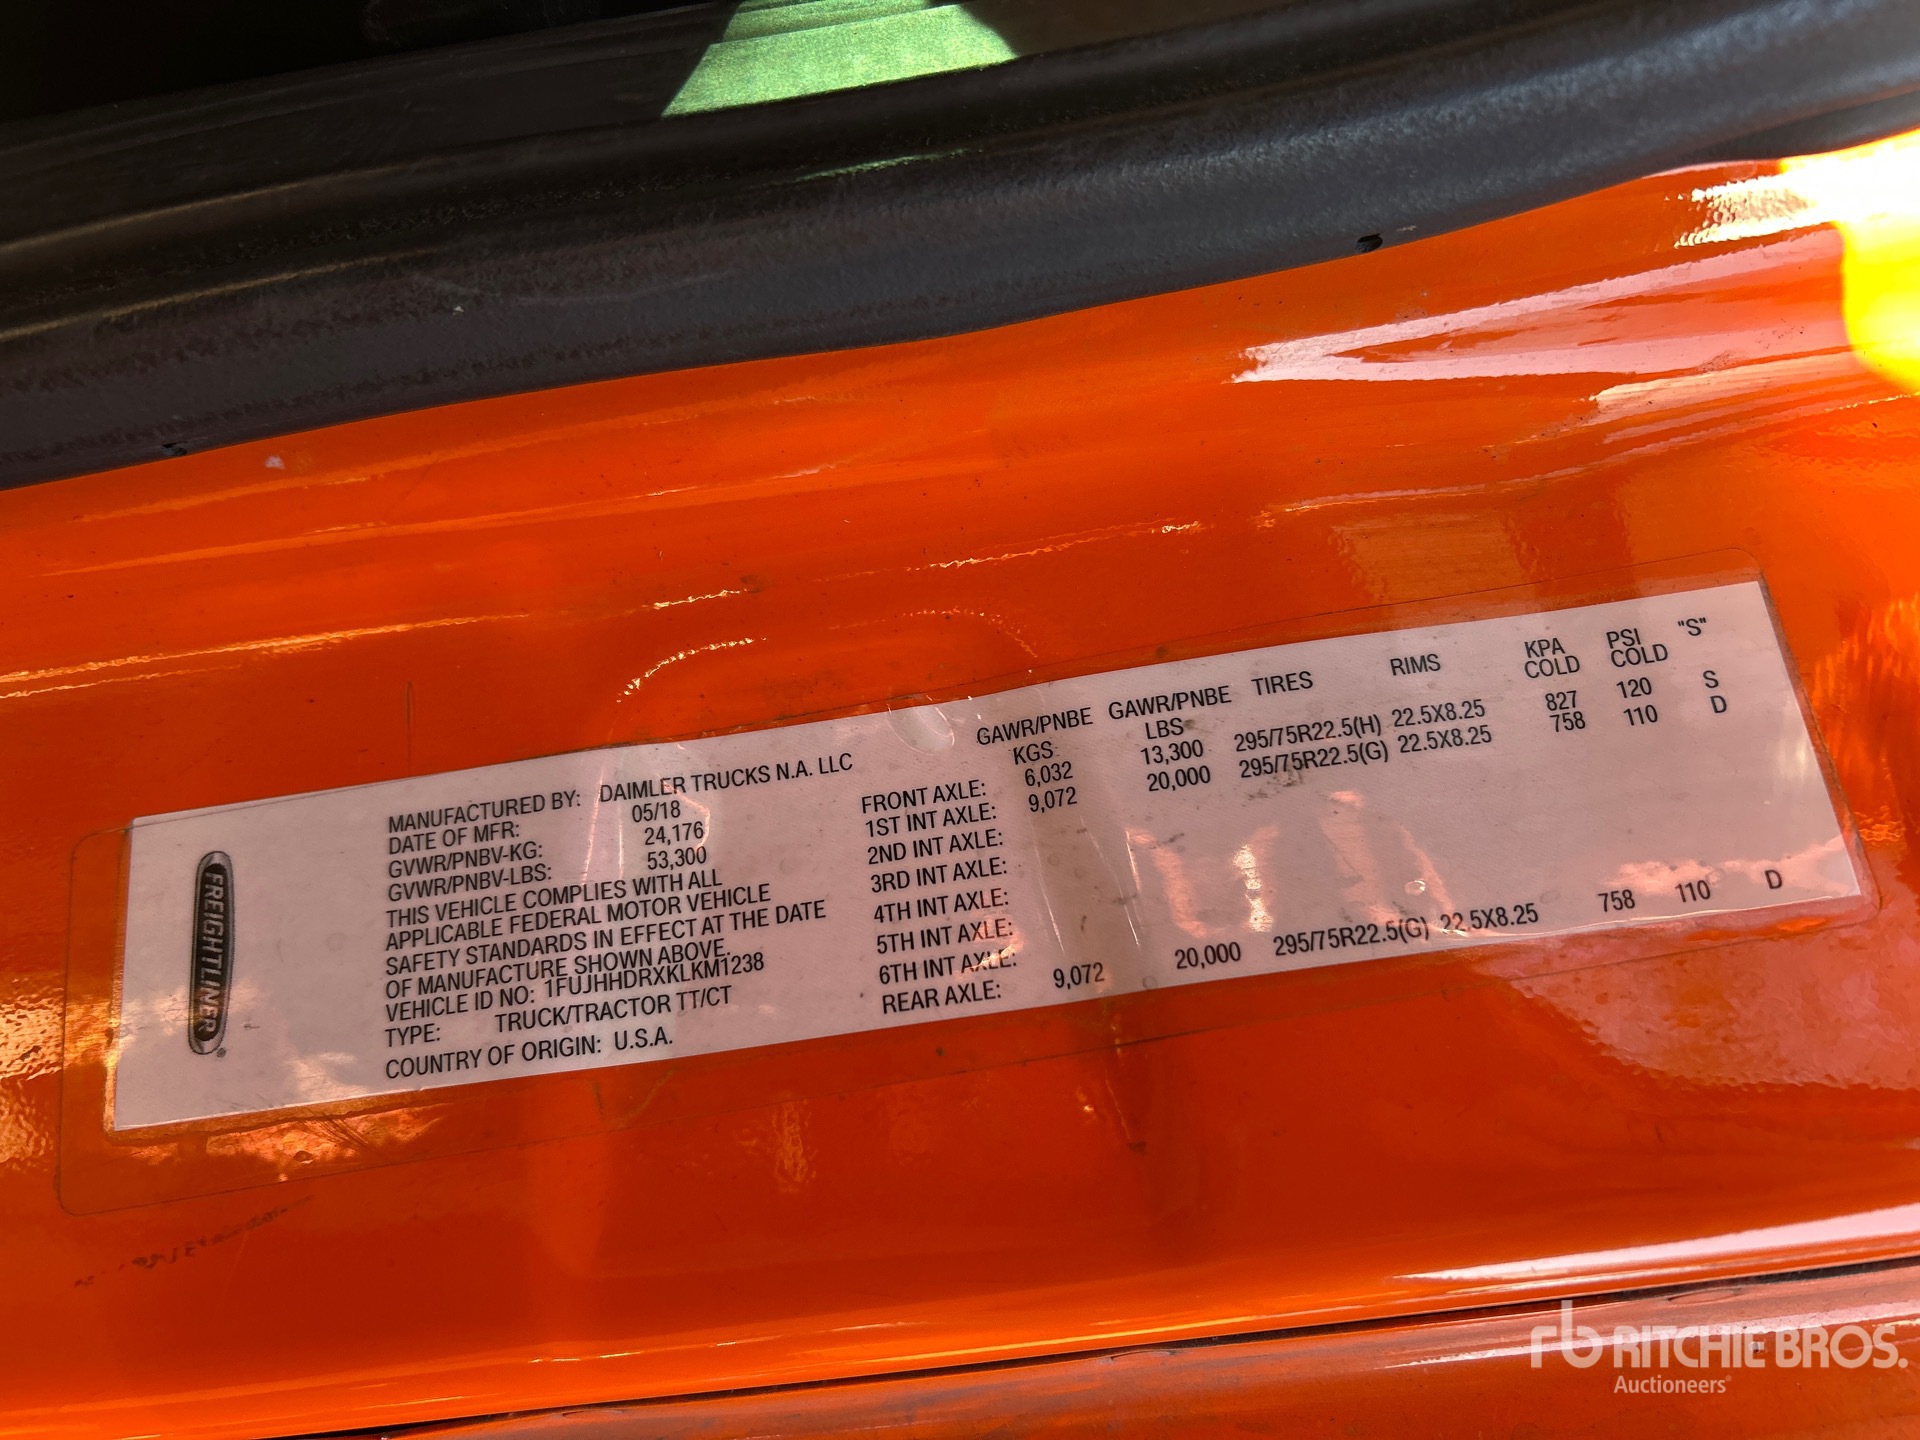 FREIGHTLINER®
MANUFACTURED BY: DAIMLER TRUCKS N.A. LLC
DATE OF MFR: 05/18
GVWR/PNBV-KG: 24,176
GVWR/PNBV-LBS: 53,300
THIS VEHICLE COMPLIES WITH ALL
APPLICABLE FEDERAL MOTOR VEHICLE
SAFETY STANDARDS IN EFFECT AT THE DATE
OF MANUFACTURE SHOWN ABOVE.
VEHICLE ID NO: 1FUJHHDRXKLKM1238
TYPE: TRUCK/TRACTOR TT/CT
COUNTRY OF ORIGIN: U.S.A.
GAWR/PNBE KGS GAWR/PNBE LBS TIRES RIMS KPA COLD PSI COLD "S"
FRONT AXLE: 6,032 13,300 295/75R22.5(H) 22.5X8.25 827 120 S
1ST INT AXLE: 9,072 20,000 295/75R22.5(G) 22.5X8.25 758 110 D
2ND INT AXLE:
3RD INT AXLE:
4TH INT AXLE:
5TH INT AXLE:
6TH INT AXLE:
REAR AXLE: 9,072 20,000 295/75R22.5(G) 22.5X8.25 758 110 D
rb RITCHIE BROS.
Auctioneers